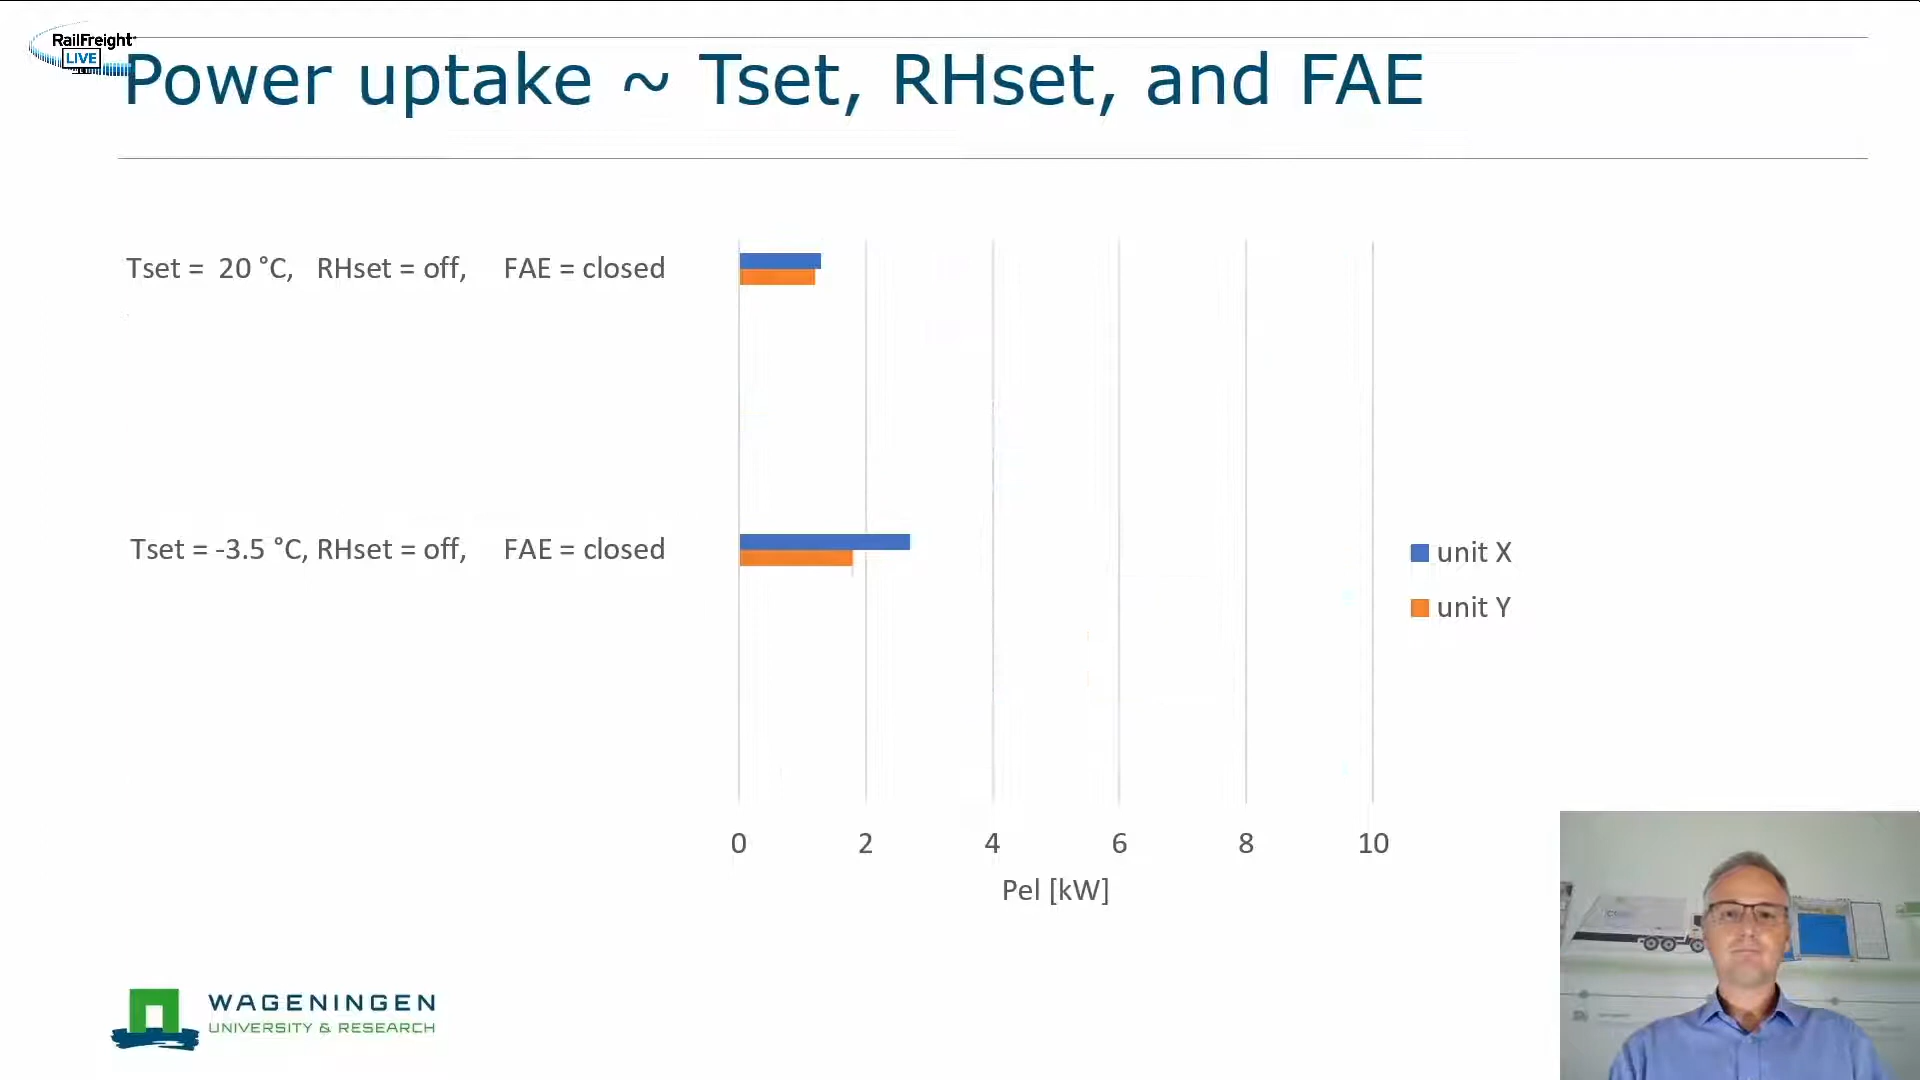 RailFreight
LIVE
Power uptake ~ Tset, RHset, and FAE
Tset = 20 °C, RHset = off, FAE = closed
Tset = -3.5 °C, RHset = off, FAE = closed
unit X
unit Y
0 2 4 6 8 10
Pel [kW]
WAGENINGEN
UNIVERSITY & RESEARCH